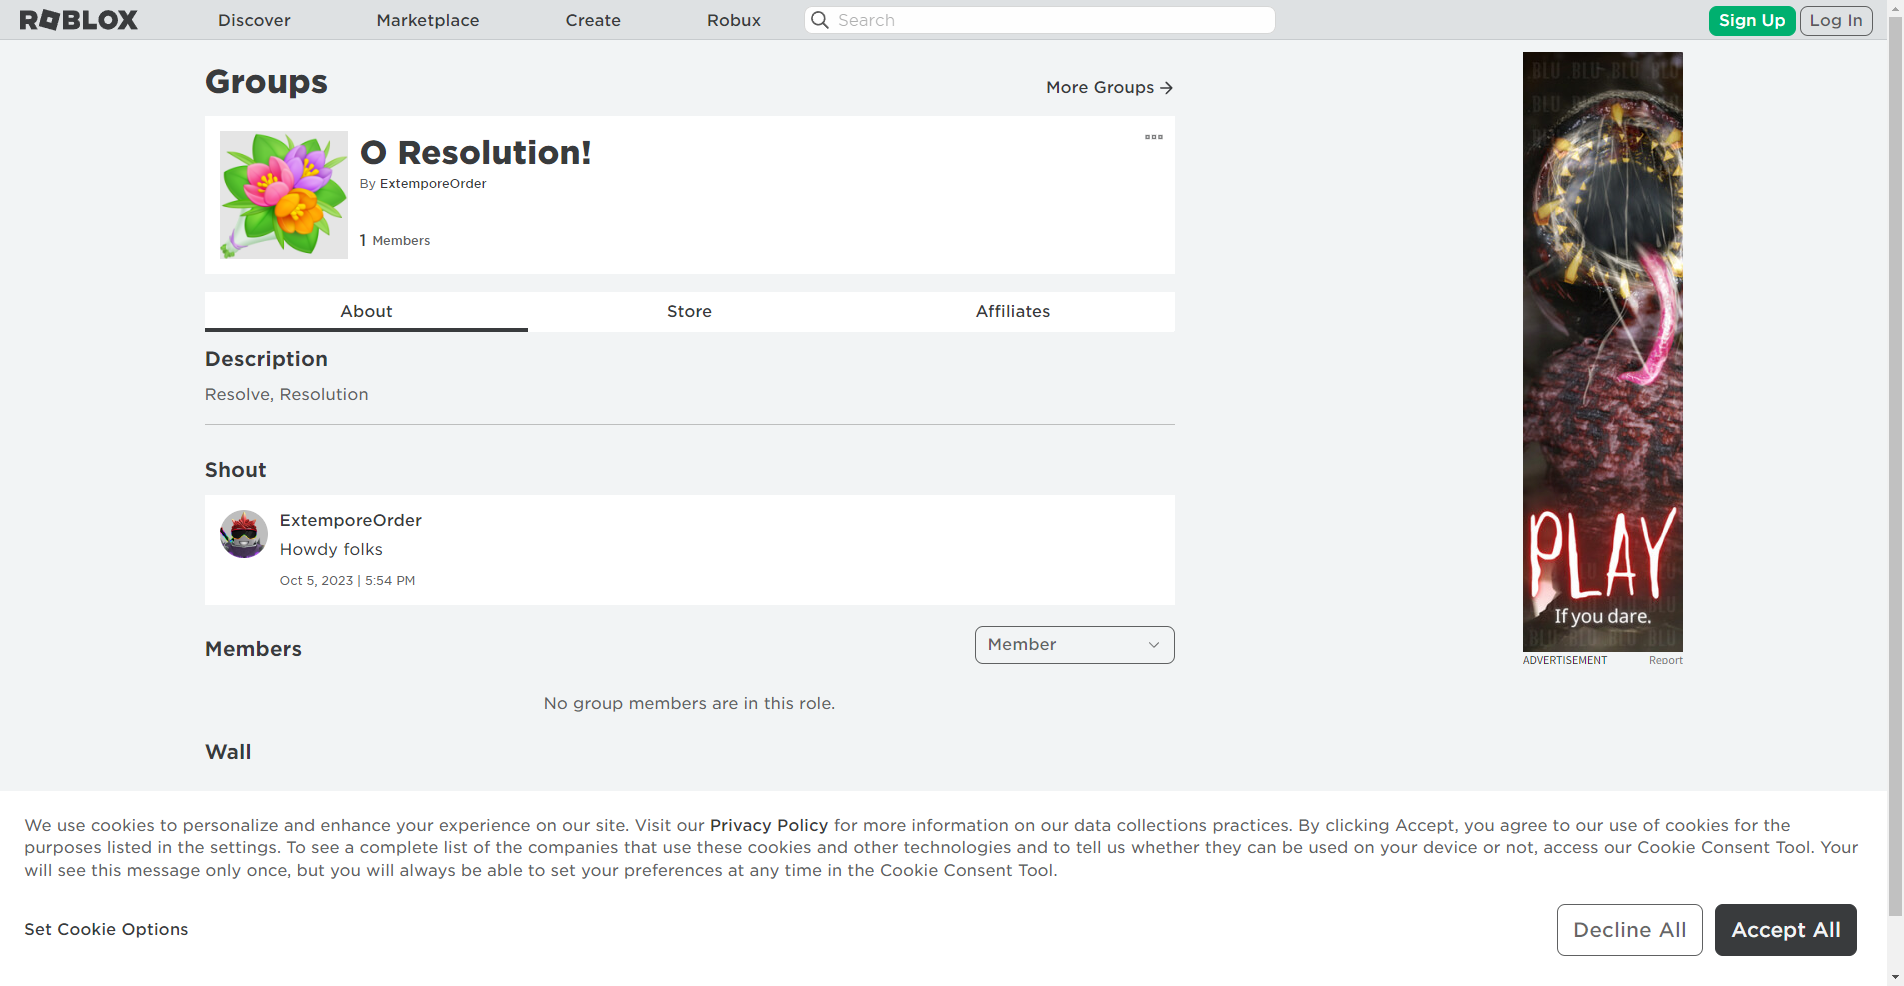 ROBLOX
Discover
Marketplace
Create
Robux
Search
Sign Up
Log In
Groups
More Groups
O Resolution!
By ExtemporeOrder
1 Members
About
Store
Affiliates
Description
Resolve, Resolution
Shout
ExtemporeOrder
Howdy folks
Oct 5, 2023 | 5:54 PM
Members
Member
No group members are in this role.
Wall
BLU BLU BLU BLU
PLAY
If you dare.
BLU BLU BLU BLU
ADVERTISEMENT
Report
We use cookies to personalize and enhance your experience on our site. Visit our Privacy Policy for more information on our data collections practices. By clicking Accept, you agree to our use of cookies for the
purposes listed in the settings. To see a complete list of the companies that use these cookies and other technologies and to tell us whether they can be used on your device or not, access our Cookie Consent Tool. Your
will see this message only once, but you will always be able to set your preferences at any time in the Cookie Consent Tool.
Set Cookie Options
Decline All
Accept All